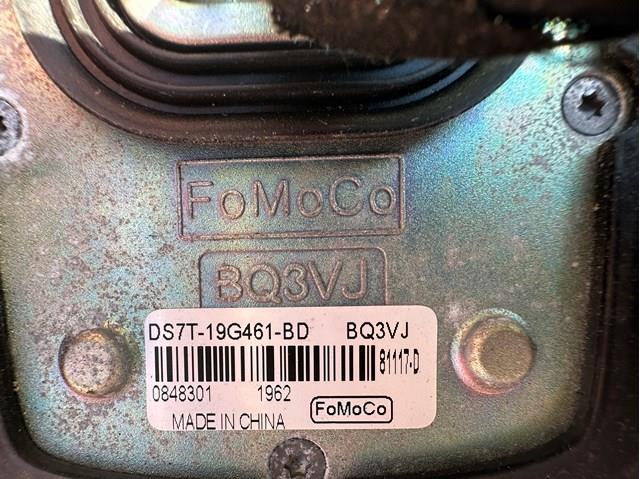 FoMoCo
BQ3VJ
DS7T-19G461-BD BQ3VJ
81117-D
0848301 1962
MADE IN CHINA FoMoCo